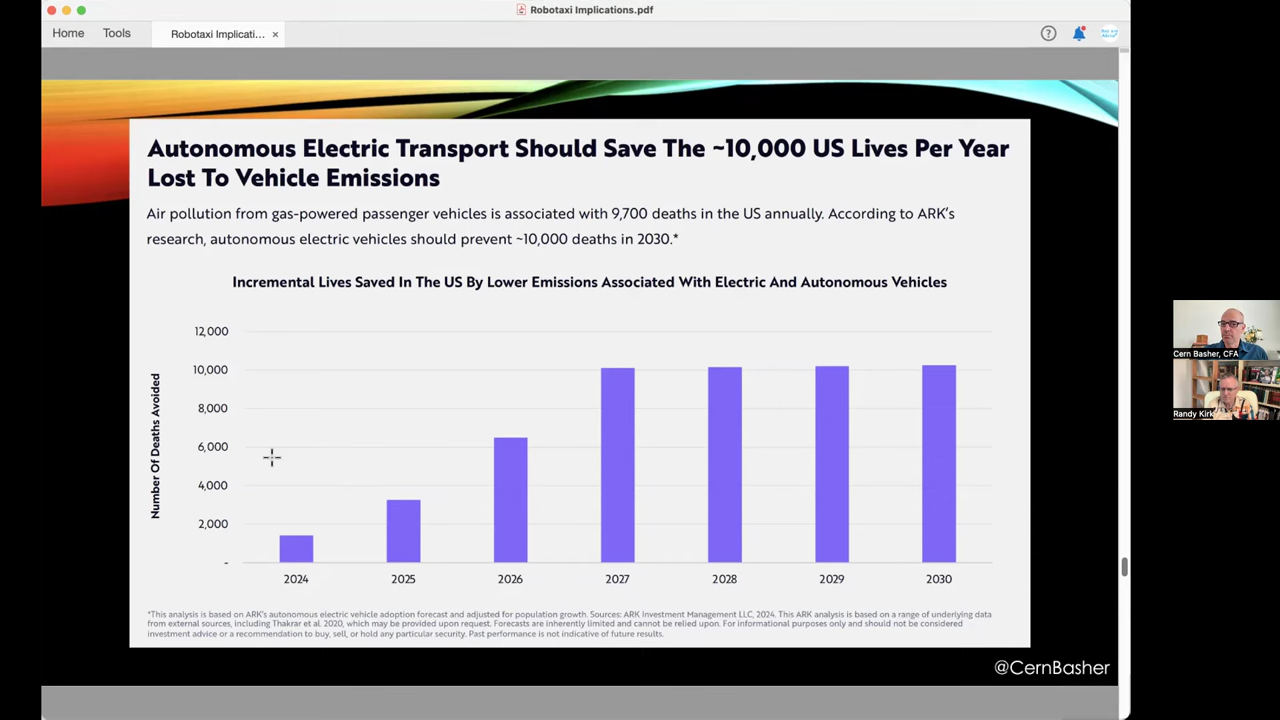 Robotaxi Implications.pdf
Home
Tools
Robotaxi Implicati...
×
?
Autonomous Electric Transport Should Save The ~10,000 US Lives Per Year
Lost To Vehicle Emissions
Air pollution from gas-powered passenger vehicles is associated with 9,700 deaths in the US annually. According to ARK's
research, autonomous electric vehicles should prevent ~10,000 deaths in 2030.*
Incremental Lives Saved In The US By Lower Emissions Associated With Electric And Autonomous Vehicles
Number Of Deaths Avoided
12,000
10,000
8,000
6,000
4,000
2,000
-
2024
2025
2026
2027
2028
2029
2030
*This analysis is based on ARK's autonomous electric vehicle adoption forecast and adjusted for population growth. Sources: ARK Investment Management LLC, 2024. This ARK analysis is based on a range of underlying data
from external sources, including Thakrar et al. 2020, which may be provided upon request. Forecasts are inherently limited and cannot be relied upon. For informational purposes only and should not be considered
investment advice or a recommendation to buy, sell, or hold any particular security. Past performance is not indicative of future results.
@CernBasher
Cern Basher, CFA
Randy Kirk